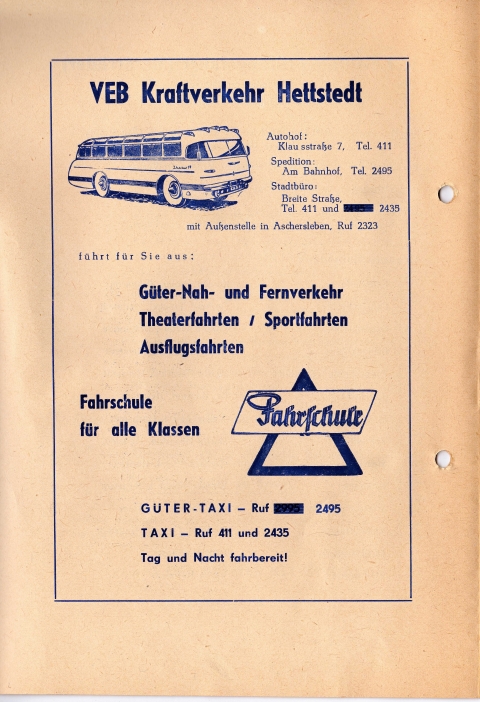 VEB Kraftverkehr Hettstedt
Autohof:
Klausstraße 7, Tel. 411
Spedition:
Am Bahnhof, Tel. 2495
Stadtbüro:
Breite Straße,
Tel. 411 und 2435
mit Außenstelle in Aschersleben, Ruf 2323
führt für Sie aus:
Güter-Nah- und Fernverkehr
Theaterfahrten / Sportfahrten
Ausflugsfahrten
Fahrschule
für alle Klassen
Fahrschule
GÜTER-TAXI – Ruf 2495
TAXI – Ruf 411 und 2435
Tag und Nacht fahrbereit!